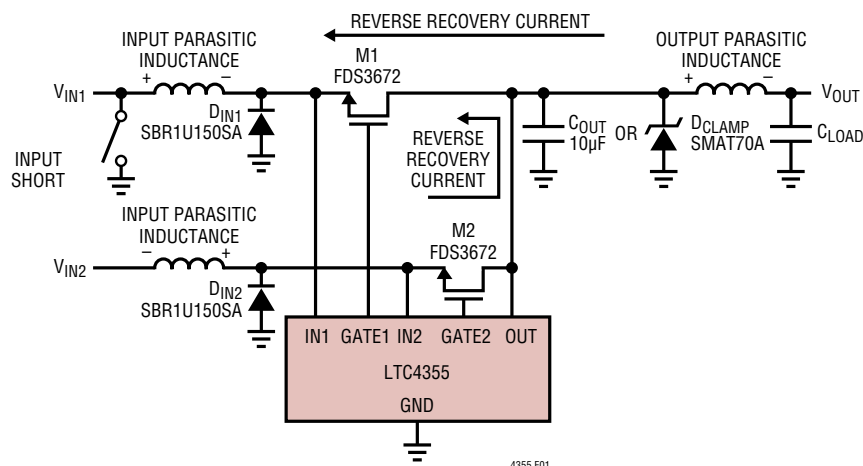 REVERSE RECOVERY CURRENT
INPUT PARASITIC
INDUCTANCE
+ –
M1
FDS3672
OUTPUT PARASITIC
INDUCTANCE
+ –
VIN1
VOUT
DIN1
SBR1U150SA
INPUT
SHORT
REVERSE
RECOVERY
CURRENT
COUT
10µF
OR
DCLAMP
SMAT70A
CLOAD
INPUT PARASITIC
INDUCTANCE
– +
M2
FDS3672
VIN2
DIN2
SBR1U150SA
IN1 GATE1 IN2 GATE2 OUT
LTC4355
GND
4355 F01